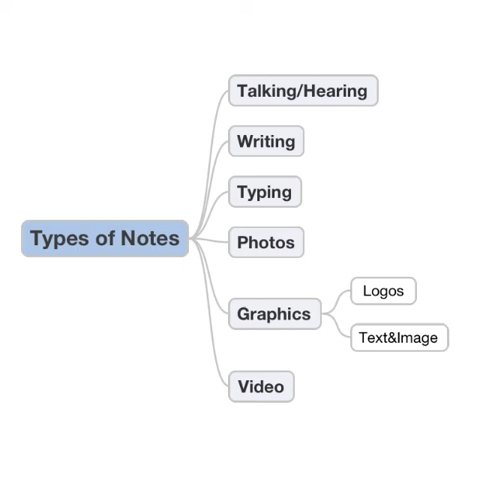 Types of Notes
Talking/Hearing
Writing
Typing
Photos
Graphics
Logos
Text&Image
Video